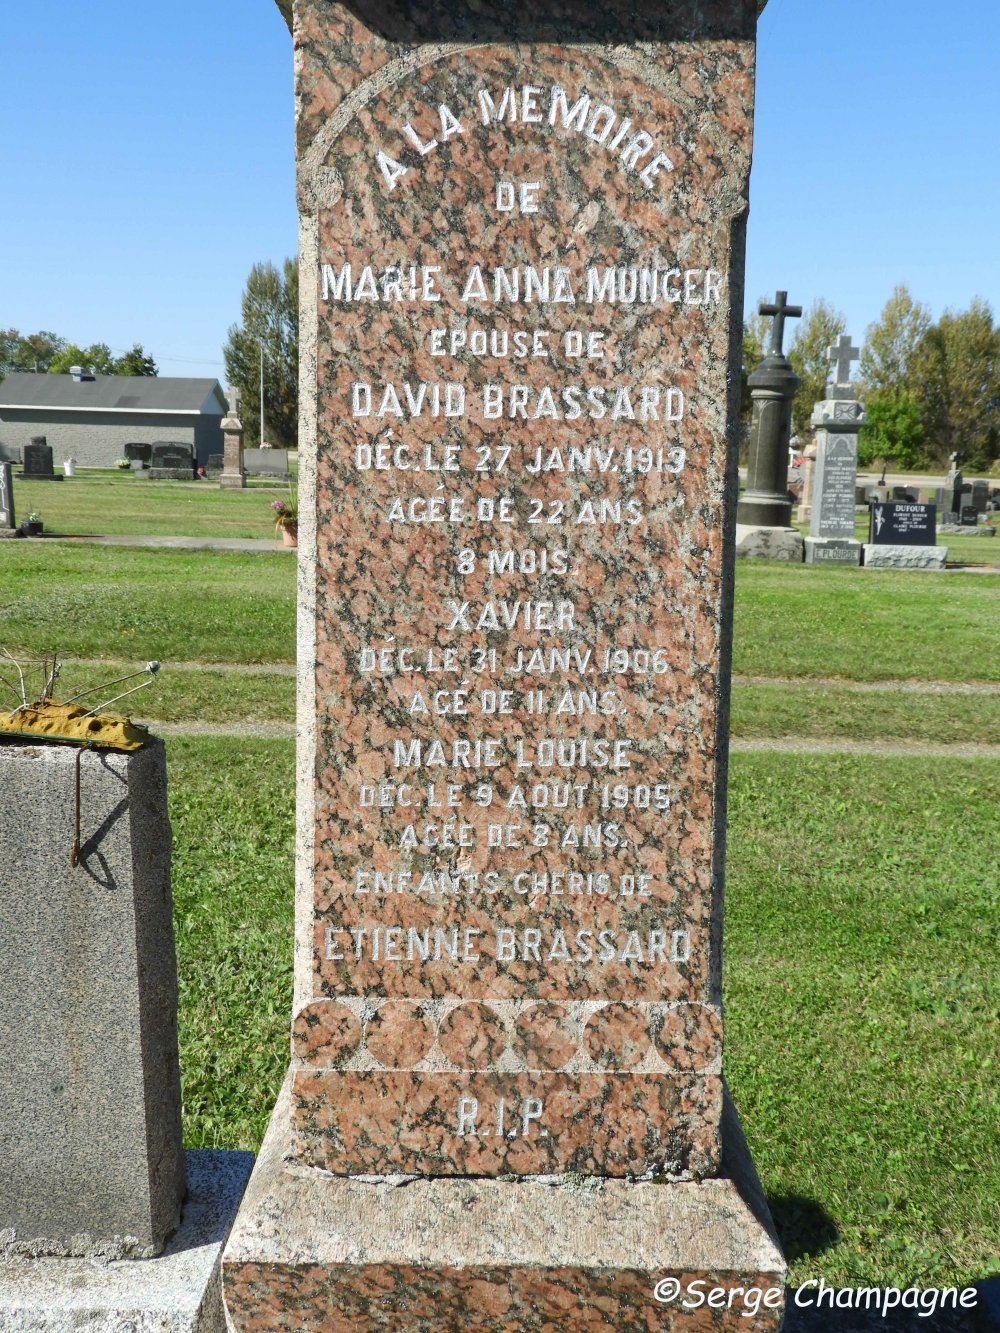 A LA MEMOIRE
DE
MARIE ANNA MUNGER
EPOUSE DE
DAVID BRASSARD
DÉC. LE 27 JANV. 1913
AGÉE DE 22 ANS
8 MOIS.
XAVIER
DÉC. LE 31 JANV. 1906
AGÉ DE 11 ANS.
MARIE LOUISE
DÉC. LE 9 AOUT 1905
AGÉE DE 8 ANS.
ENFANTS CHERIS DE
ETIENNE BRASSARD
R.I.P.
DUFOUR
E. PLOURDE
©Serge Champagne